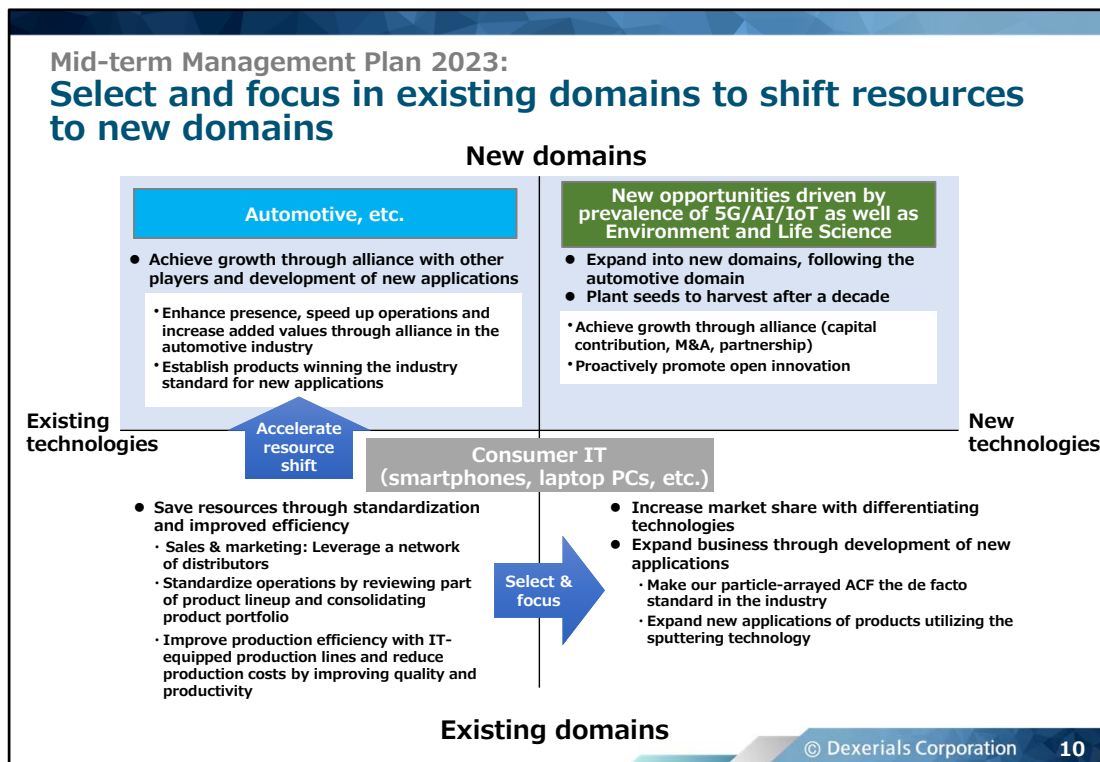 Mid-term Management Plan 2023:
Select and focus in existing domains to shift resources
to new domains
New domains
Automotive, etc.
● Achieve growth through alliance with other
players and development of new applications
・Enhance presence, speed up operations and
increase added values through alliance in the
automotive industry
・Establish products winning the industry
standard for new applications
New opportunities driven by
prevalence of 5G/AI/IoT as well as
Environment and Life Science
● Expand into new domains, following the
automotive domain
● Plant seeds to harvest after a decade
・Achieve growth through alliance (capital
contribution, M&A, partnership)
・Proactively promote open innovation
Existing
technologies
Accelerate
resource
shift
New
technologies
Consumer IT
(smartphones, laptop PCs, etc.)
● Save resources through standardization
and improved efficiency
・Sales & marketing: Leverage a network
of distributors
・Standardize operations by reviewing part
of product lineup and consolidating
product portfolio
・Improve production efficiency with IT-
equipped production lines and reduce
production costs by improving quality and
productivity
Select &
focus
● Increase market share with differentiating
technologies
● Expand business through development of new
applications
・Make our particle-arrayed ACF the de facto
standard in the industry
・Expand new applications of products utilizing the
sputtering technology
Existing domains
© Dexerials Corporation 10